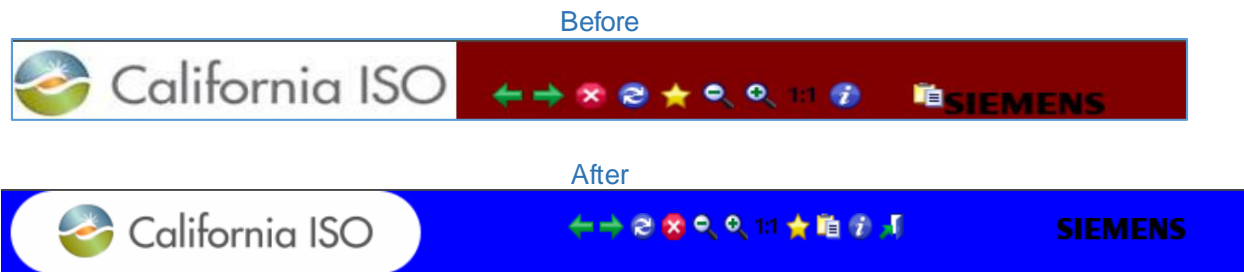 Before
California ISO 1:1 i SIEMENS
After
California ISO 1:1 i SIEMENS